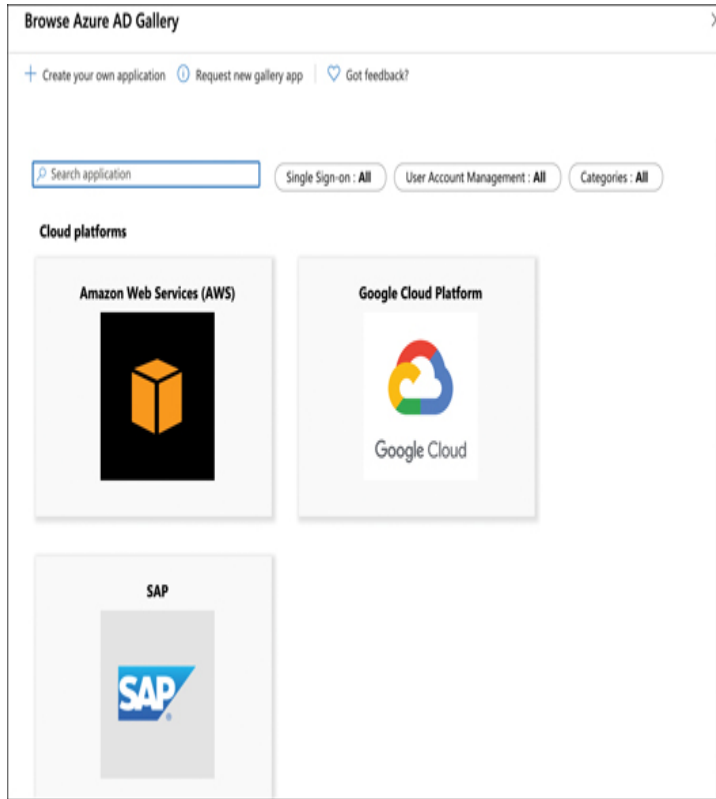 Browse Azure AD Gallery
Create your own application Request new gallery app Got feedback?
Search application Single Sign-on : All User Account Management : All Categories : All
Cloud platforms
Amazon Web Services (AWS) Google Cloud Platform
Google Cloud
SAP
SAP